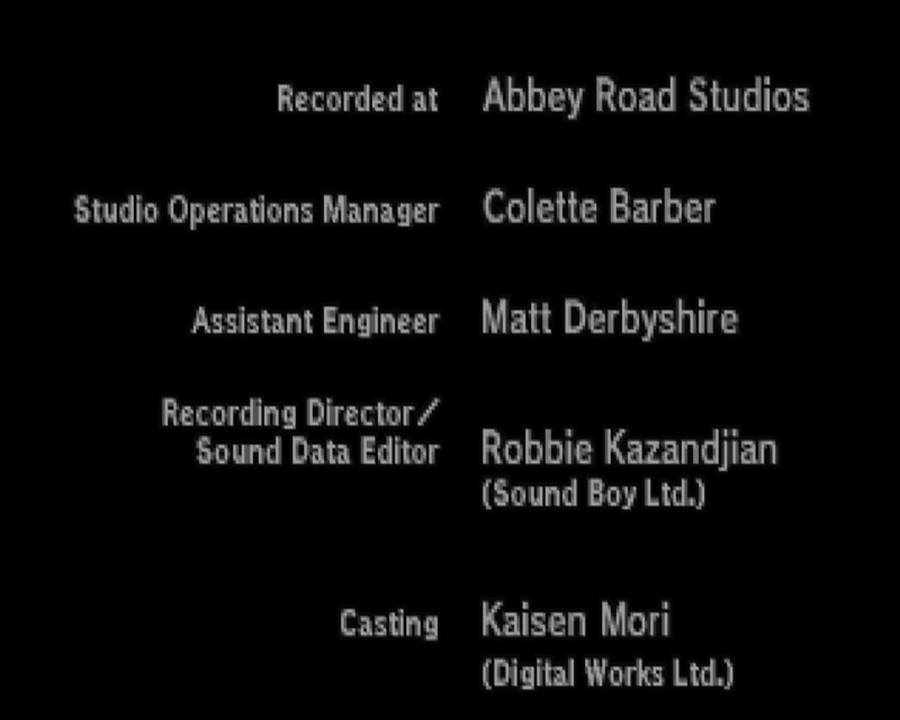 Recorded at Abbey Road Studios
Studio Operations Manager Colette Barber
Assistant Engineer Matt Derbyshire
Recording Director/
Sound Data Editor Robbie Kazandjian
(Sound Boy Ltd.)
Casting Kaisen Mori
(Digital Works Ltd.)